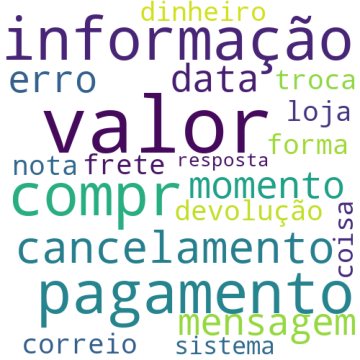 dinheiro
informação
erro
data
troca
valor
loja
forma
nota
frete
resposta
compr
momento
devolução
coisa
cancelamento
pagamento
mensagem
correio
sistema